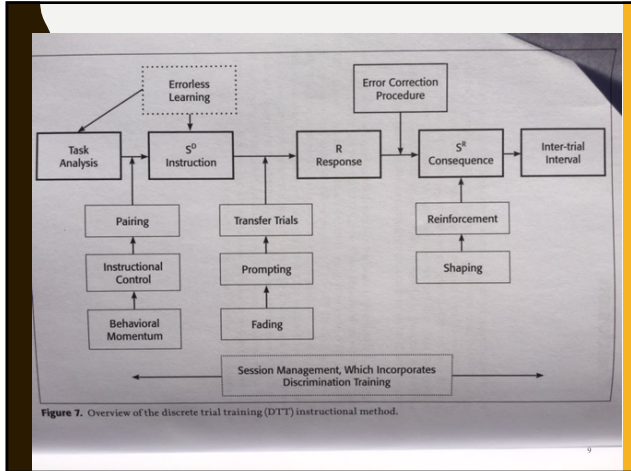 Errorless
Learning
Error Correction
Procedure
Task
Analysis
Sᴰ
Instruction
R
Response
Sᴿ
Consequence
Inter-trial
Interval
Pairing
Transfer Trials
Reinforcement
Instructional
Control
Prompting
Shaping
Behavioral
Momentum
Fading
Session Management, Which Incorporates
Discrimination Training
Figure 7. Overview of the discrete trial training (DTT) instructional method.
9